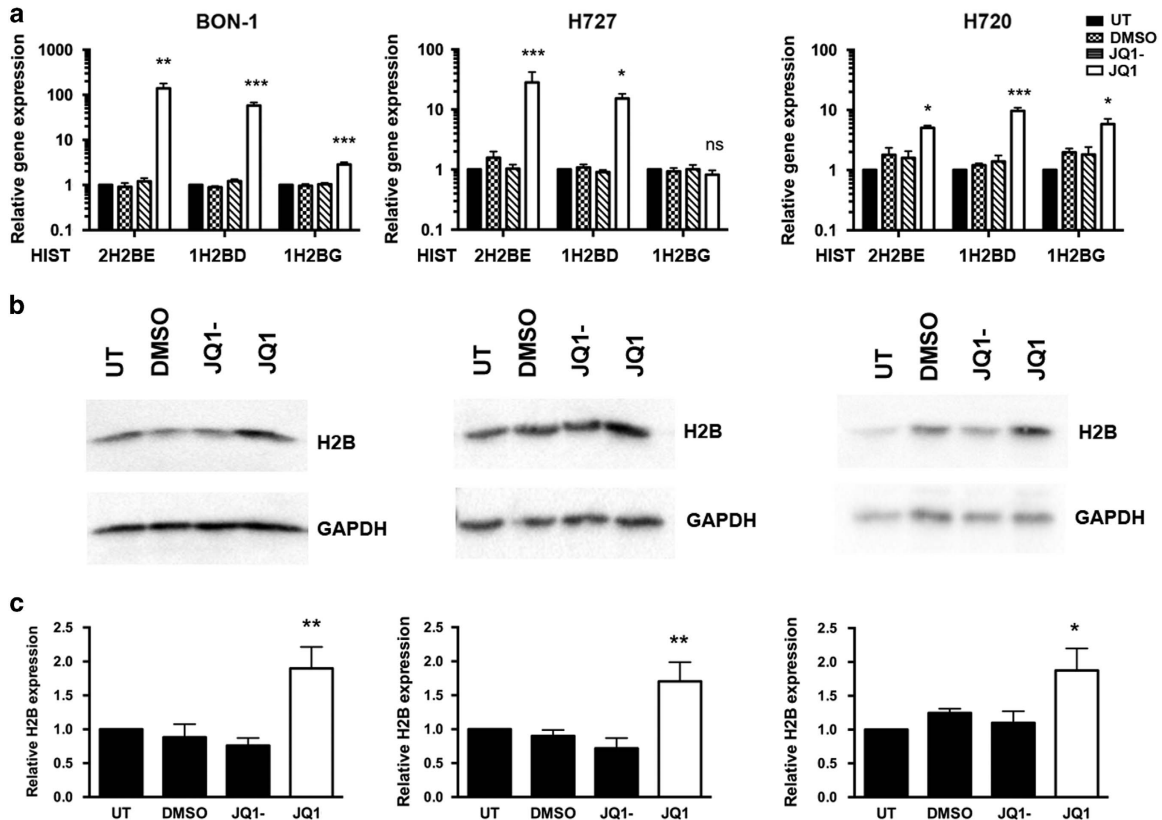 a
BON-1
H727
H720
UT
DMSO
JQ1-
JQ1
Relative gene expression
1000
100
10
1
0.1
**
***
***
HIST 2H2BE 1H2BD 1H2BG
Relative gene expression
100
10
1
0.1
***
*
ns
HIST 2H2BE 1H2BD 1H2BG
Relative gene expression
100
10
1
0.1
*
***
*
HIST 2H2BE 1H2BD 1H2BG
b
UT DMSO JQ1- JQ1
H2B
GAPDH
UT DMSO JQ1- JQ1
H2B
GAPDH
UT DMSO JQ1- JQ1
H2B
GAPDH
c
Relative H2B expression
2.5
2.0
1.5
1.0
0.5
0.0
**
UT DMSO JQ1- JQ1
Relative H2B expression
2.5
2.0
1.5
1.0
0.5
0.0
**
UT DMSO JQ1- JQ1
Relative H2B expression
2.5
2.0
1.5
1.0
0.5
0.0
*
UT DMSO JQ1- JQ1